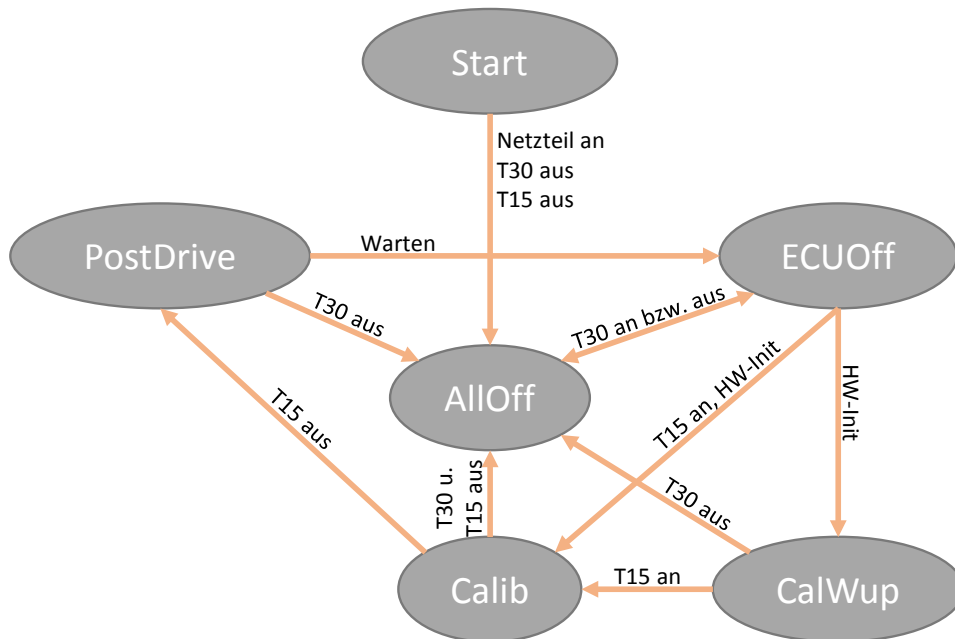 Start
Netzteil an
T30 aus
T15 aus
PostDrive
Warten
ECUOff
T30 aus
T30 an bzw. aus
AllOff
T15 aus
T15 an, HW-Init
HW-Init
T30 u.
T15 aus
T30 aus
Calib
T15 an
CalWup